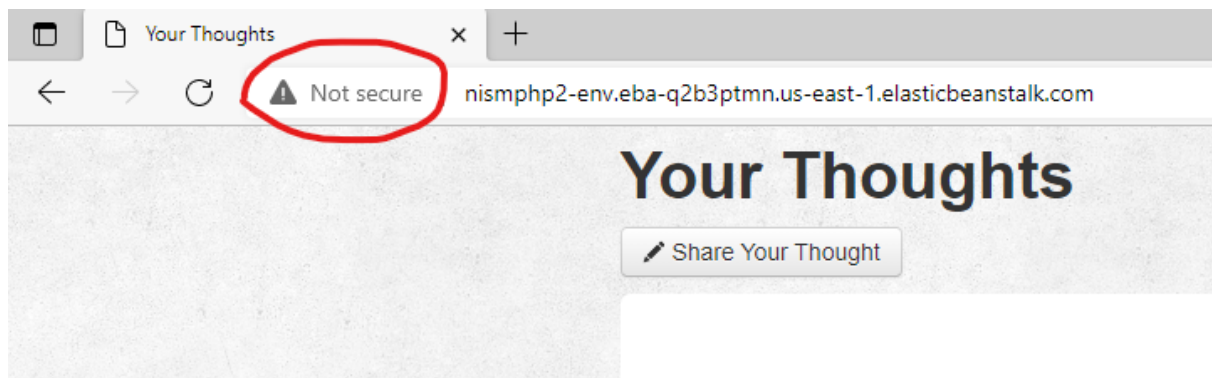 Your Thoughts
Not secure nismphp2-env.eba-q2b3ptmn.us-east-1.elasticbeanstalk.com
Your Thoughts
Share Your Thought